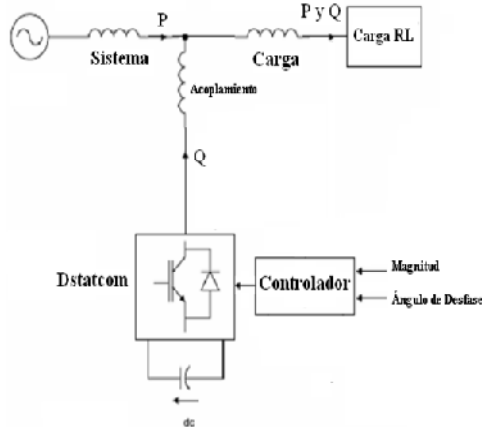 P
P y Q
Carga RL
Sistema
Carga
Acoplamiento
Q
Dstatcom
Controlador
Magnitud
Ángulo de Desfase
dc